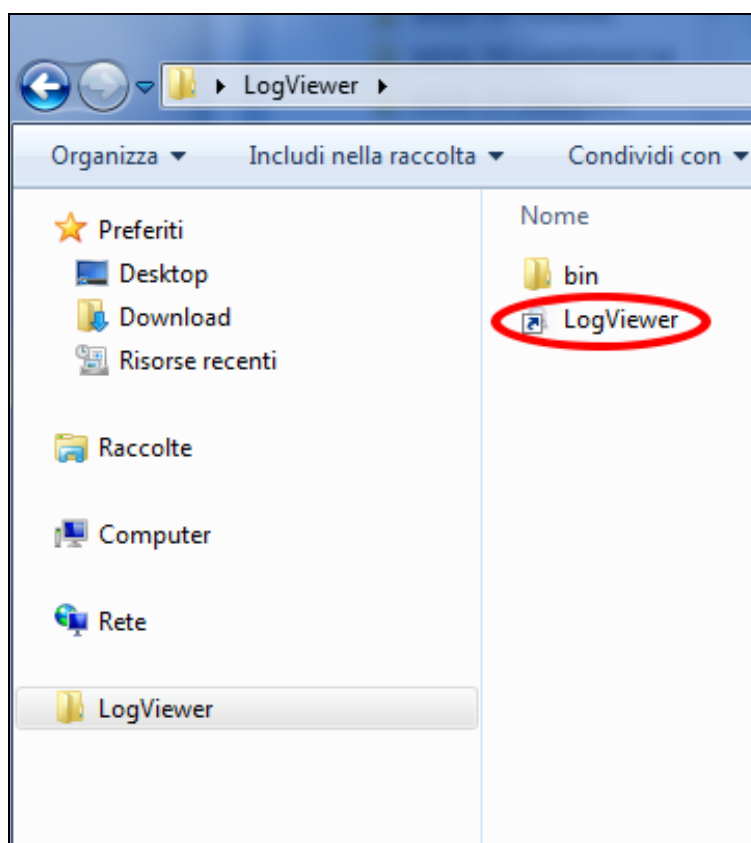 LogViewer
Organizza Includi nella raccolta Condividi con
Preferiti
Desktop
Download
Risorse recenti
Raccolte
Computer
Rete
LogViewer
Nome
bin
LogViewer